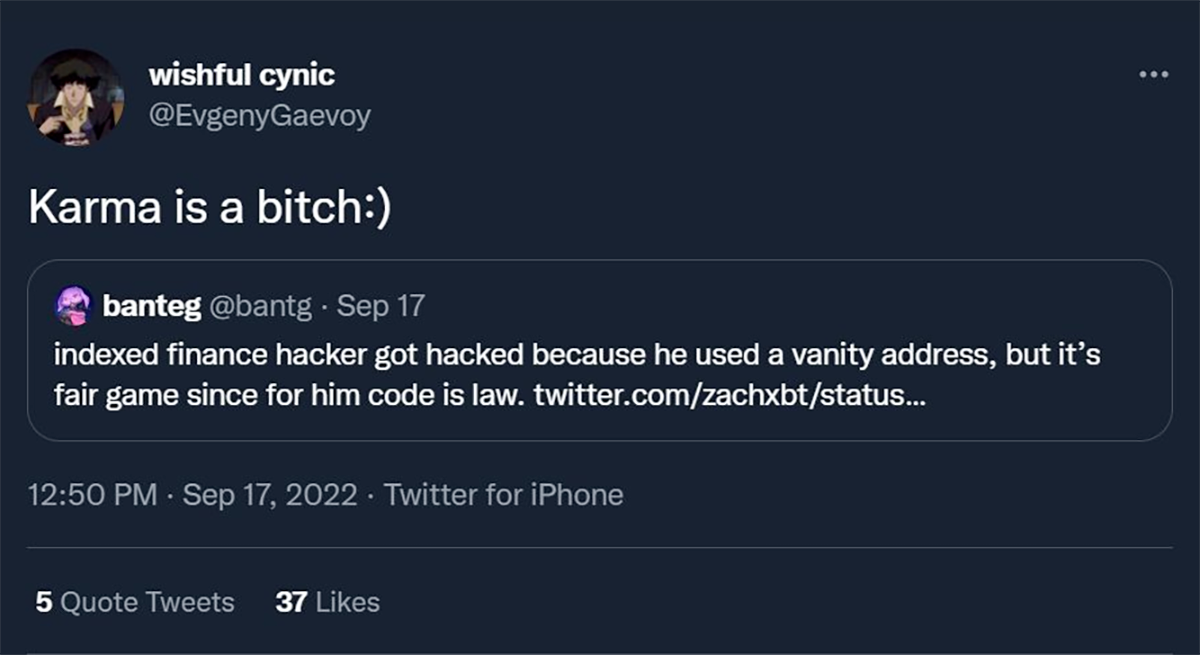 wishful cynic
@EvgenyGaevoy
Karma is a bitch:)
banteg @bantg · Sep 17
indexed finance hacker got hacked because he used a vanity address, but it's
fair game since for him code is law. twitter.com/zachxbt/status...
12:50 PM · Sep 17, 2022 · Twitter for iPhone
5 Quote Tweets 37 Likes